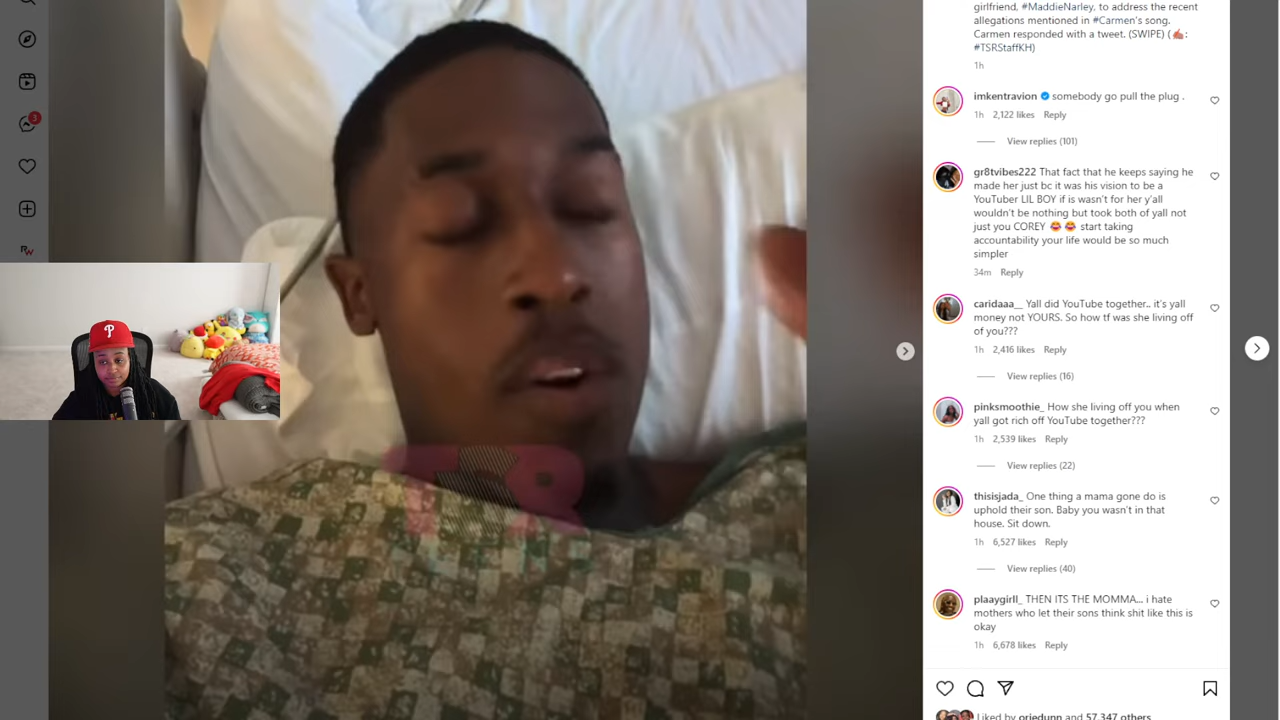 girlfriend, #MaddieNarley, to address the recent
allegations mentioned in #Carmen's song.
Carmen responded with a tweet. (SWIPE) (✍🏽:
#TSRStaffKH)
1h
3
imkentravion somebody go pull the plug .
1h 2,122 likes Reply
View replies (101)
gr8tvibes222 That fact that he keeps saying he
made her just bc it was his vision to be a
YouTuber LIL BOY if is wasn't for her y'all
wouldn't be nothing but took both of yall not
just you COREY 😂 😂 start taking
accountability your life would be so much
simpler
34m Reply
caridaaa__ Yall did YouTube together.. it's yall
money not YOURS. So how tf was she living off
of you???
1h 2,416 likes Reply
View replies (16)
pinksmoothie_ How she living off you when
yall got rich off YouTube together???
1h 2,539 likes Reply
View replies (22)
thisisjada_ One thing a mama gone do is
uphold their son. Baby you wasn't in that
house. Sit down.
1h 6,527 likes Reply
View replies (40)
plaaygirll_ THEN ITS THE MOMMA... i hate
mothers who let their sons think shit like this is
okay
1h 6,678 likes Reply
Liked by oriedunn and 57,347 others
RW
P